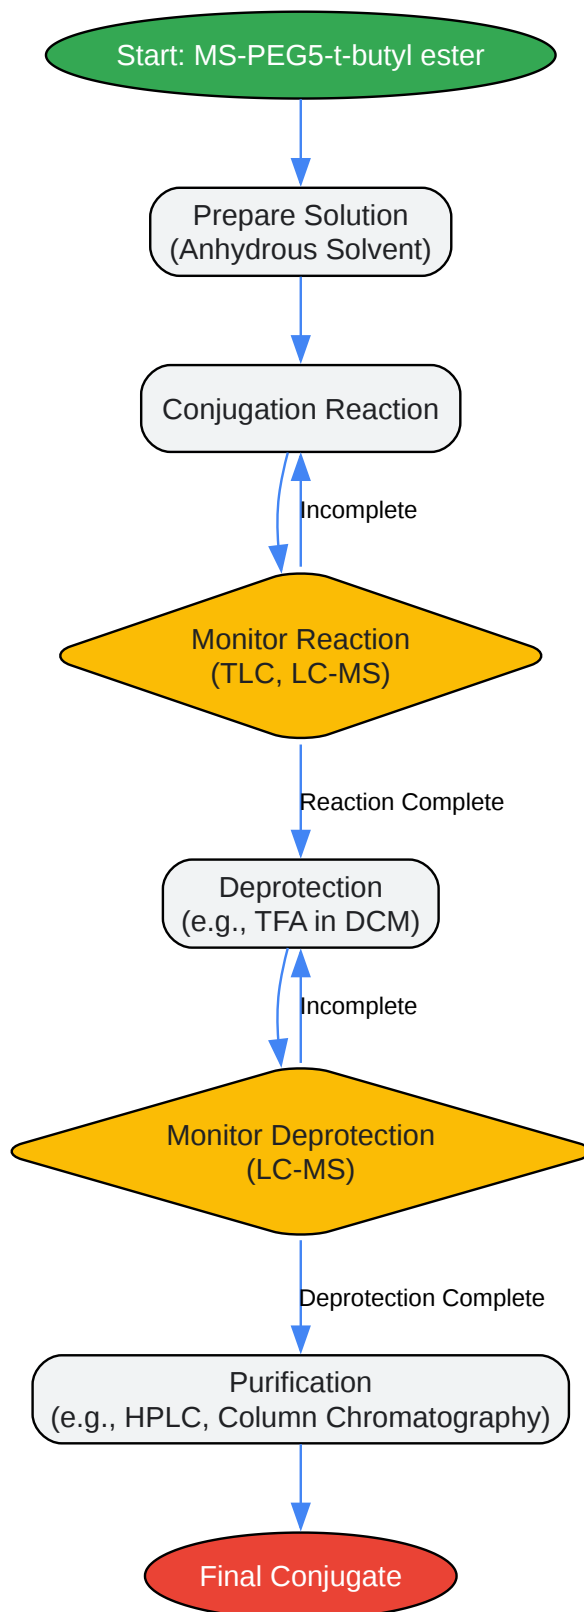 Start: MS-PEG5-t-butyl ester
Prepare Solution
(Anhydrous Solvent)
Conjugation Reaction
Incomplete
Monitor Reaction
(TLC, LC-MS)
Reaction Complete
Deprotection
(e.g., TFA in DCM)
Incomplete
Monitor Deprotection
(LC-MS)
Deprotection Complete
Purification
(e.g., HPLC, Column Chromatography)
Final Conjugate